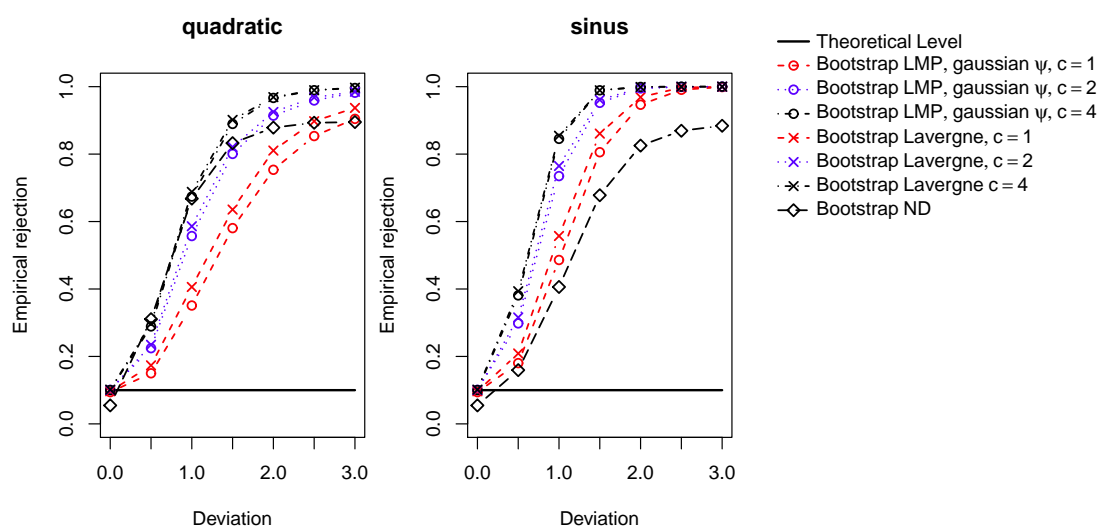 quadratic
Empirical rejection
0.0 0.2 0.4 0.6 0.8 1.0
0.0 1.0 2.0 3.0
Deviation
sinus
Empirical rejection
0.0 0.2 0.4 0.6 0.8 1.0
0.0 1.0 2.0 3.0
Deviation
Theoretical Level
Bootstrap LMP, gaussian ψ, c = 1
Bootstrap LMP, gaussian ψ, c = 2
Bootstrap LMP, gaussian ψ, c = 4
Bootstrap Lavergne, c = 1
Bootstrap Lavergne, c = 2
Bootstrap Lavergne c = 4
Bootstrap ND